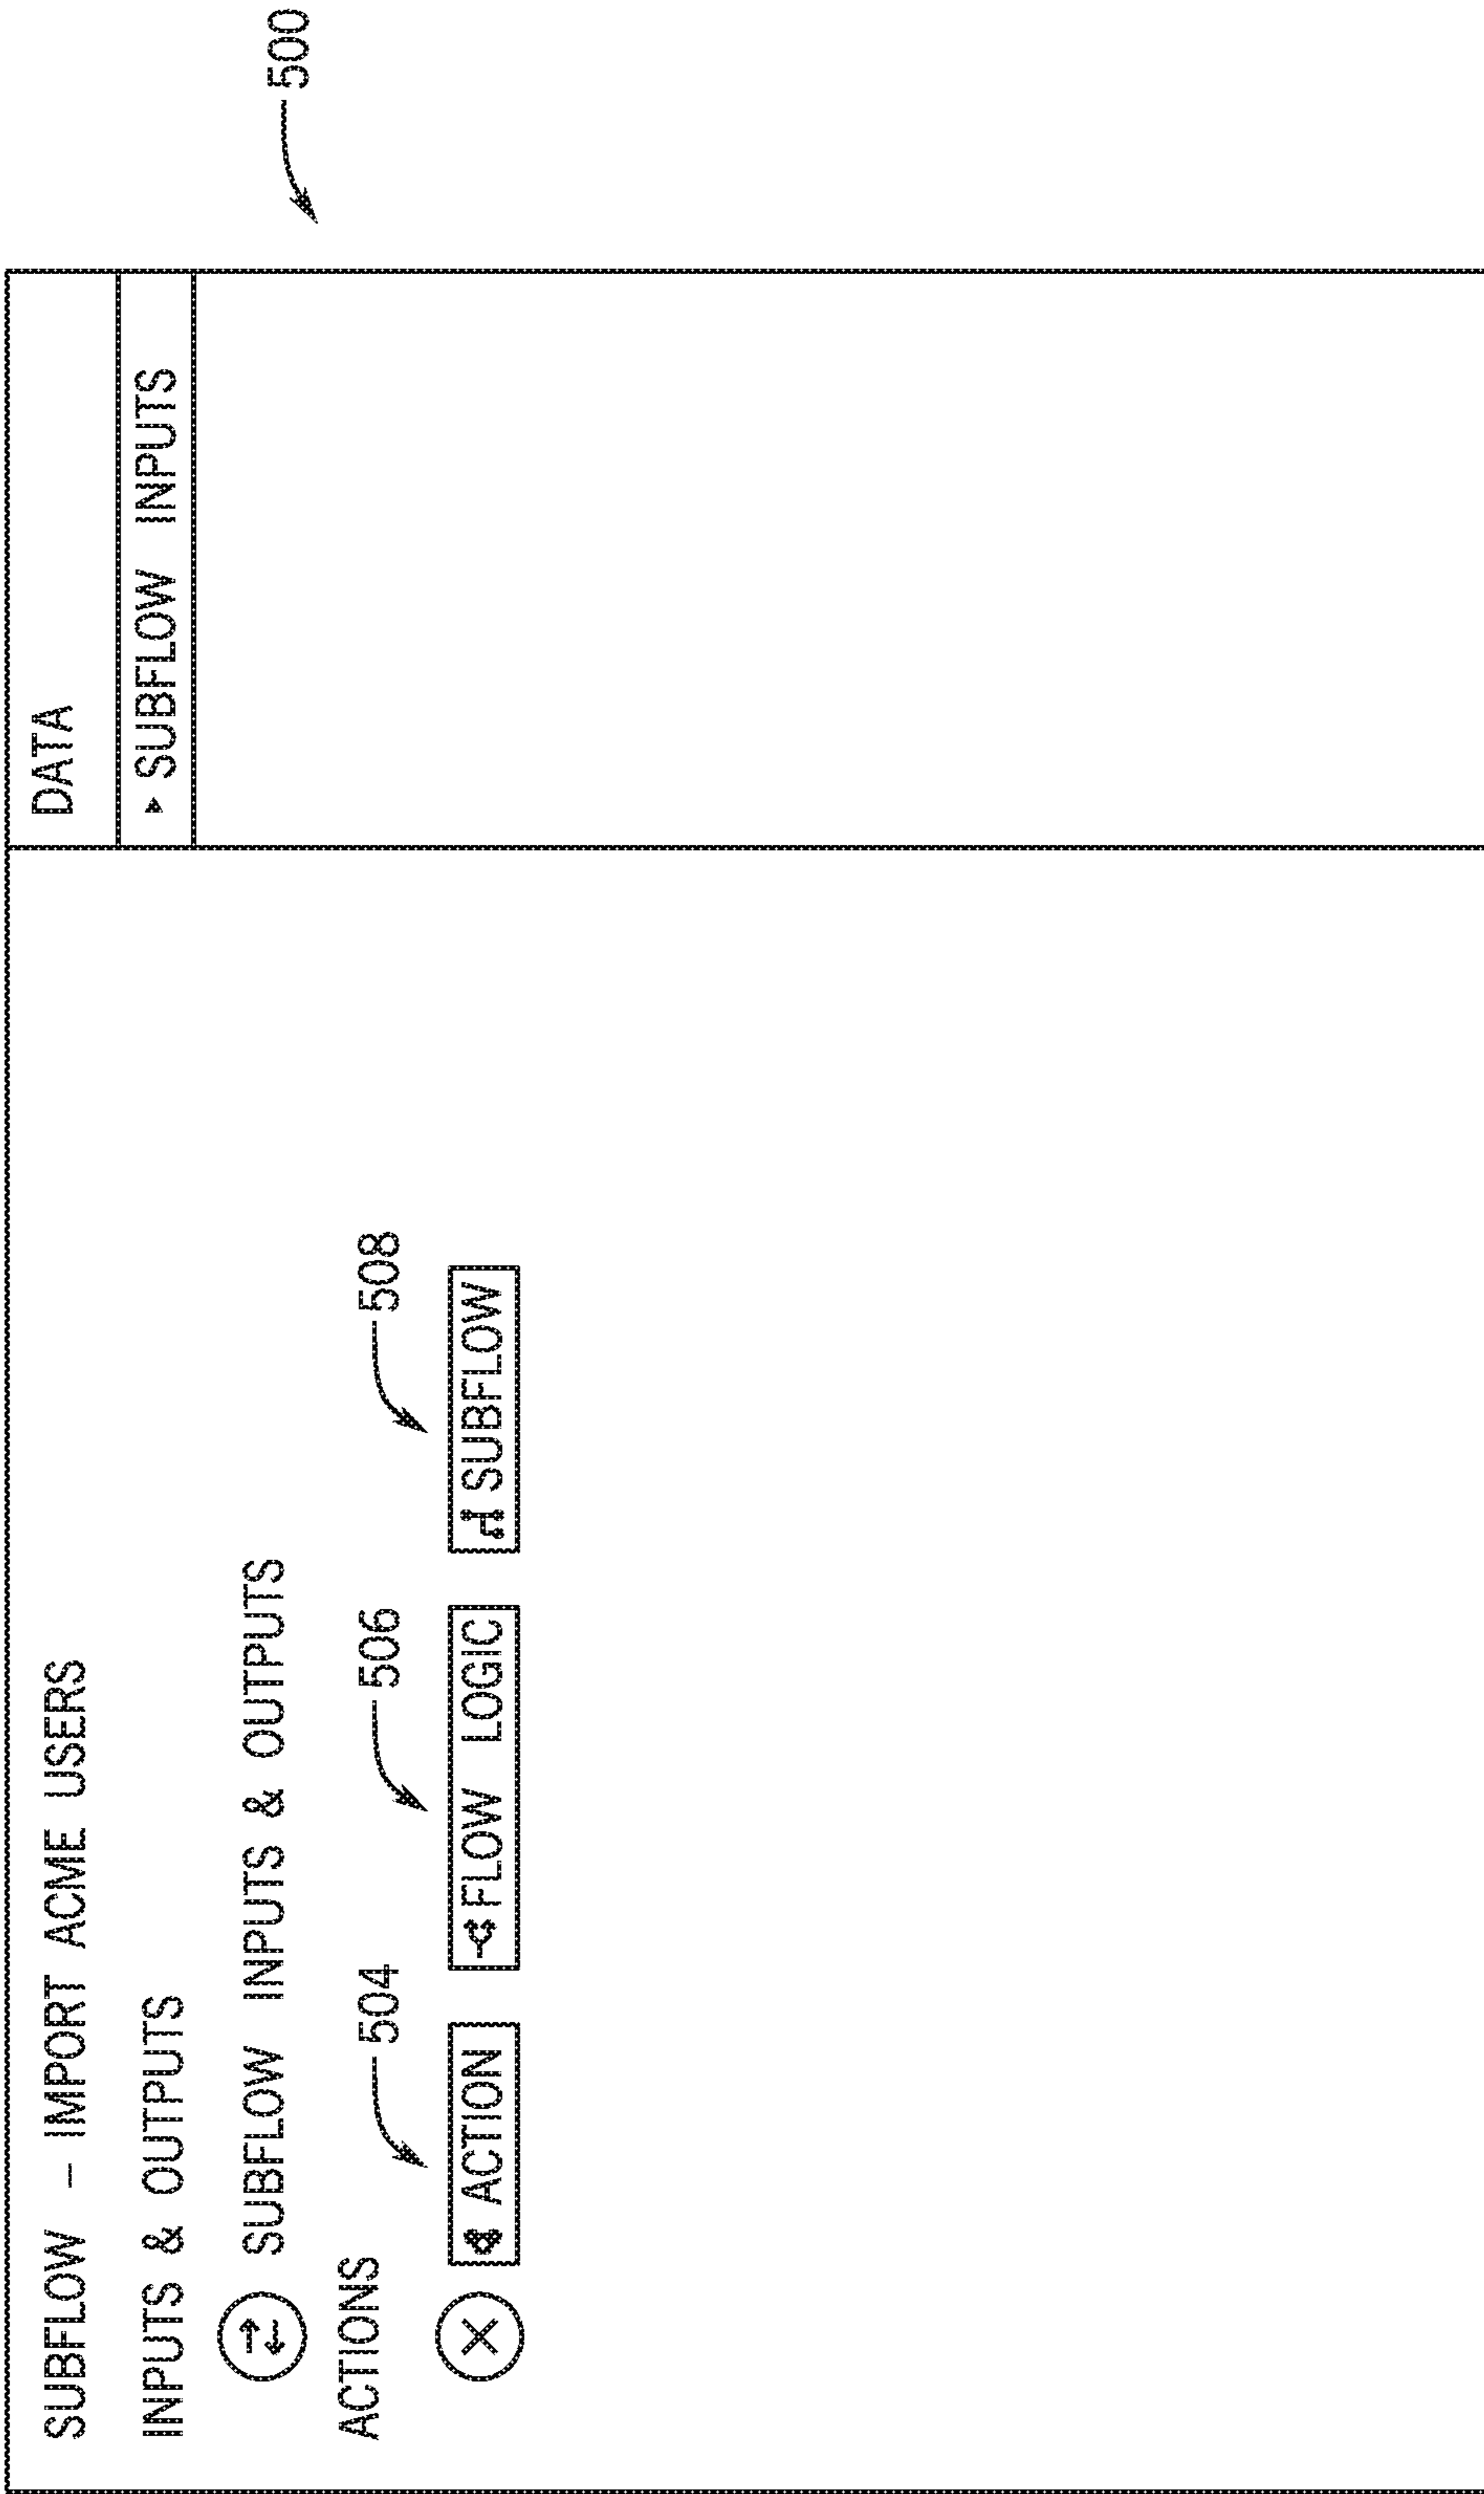 500
SUBFLOW – IMPORT ACME USERS
DATA
INPUTS & OUTPUTS
▸ SUBFLOW INPUTS
SUBFLOW INPUTS & OUTPUTS
ACTIONS
504
506
508
ACTION
FLOW LOGIC
SUBFLOW